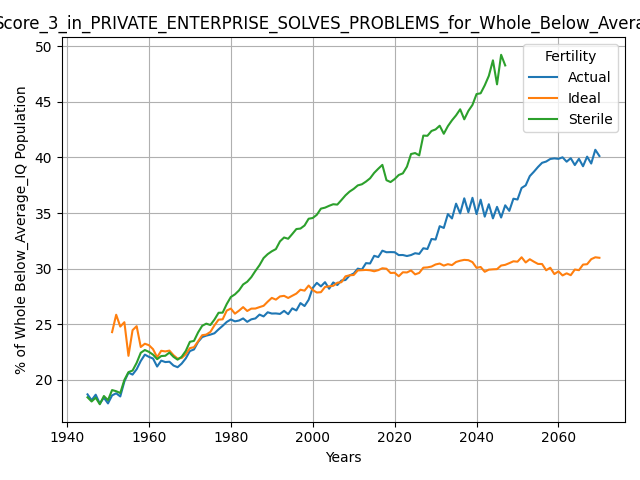 Score_3_in_PRIVATE_ENTERPRISE_SOLVES_PROBLEMS_for_Whole_Below_Avera
% of Whole Below_Average_IQ Population
50
45
40
35
30
25
20
Fertility
Actual
Ideal
Sterile
1940 1960 1980 2000 2020 2040 2060
Years